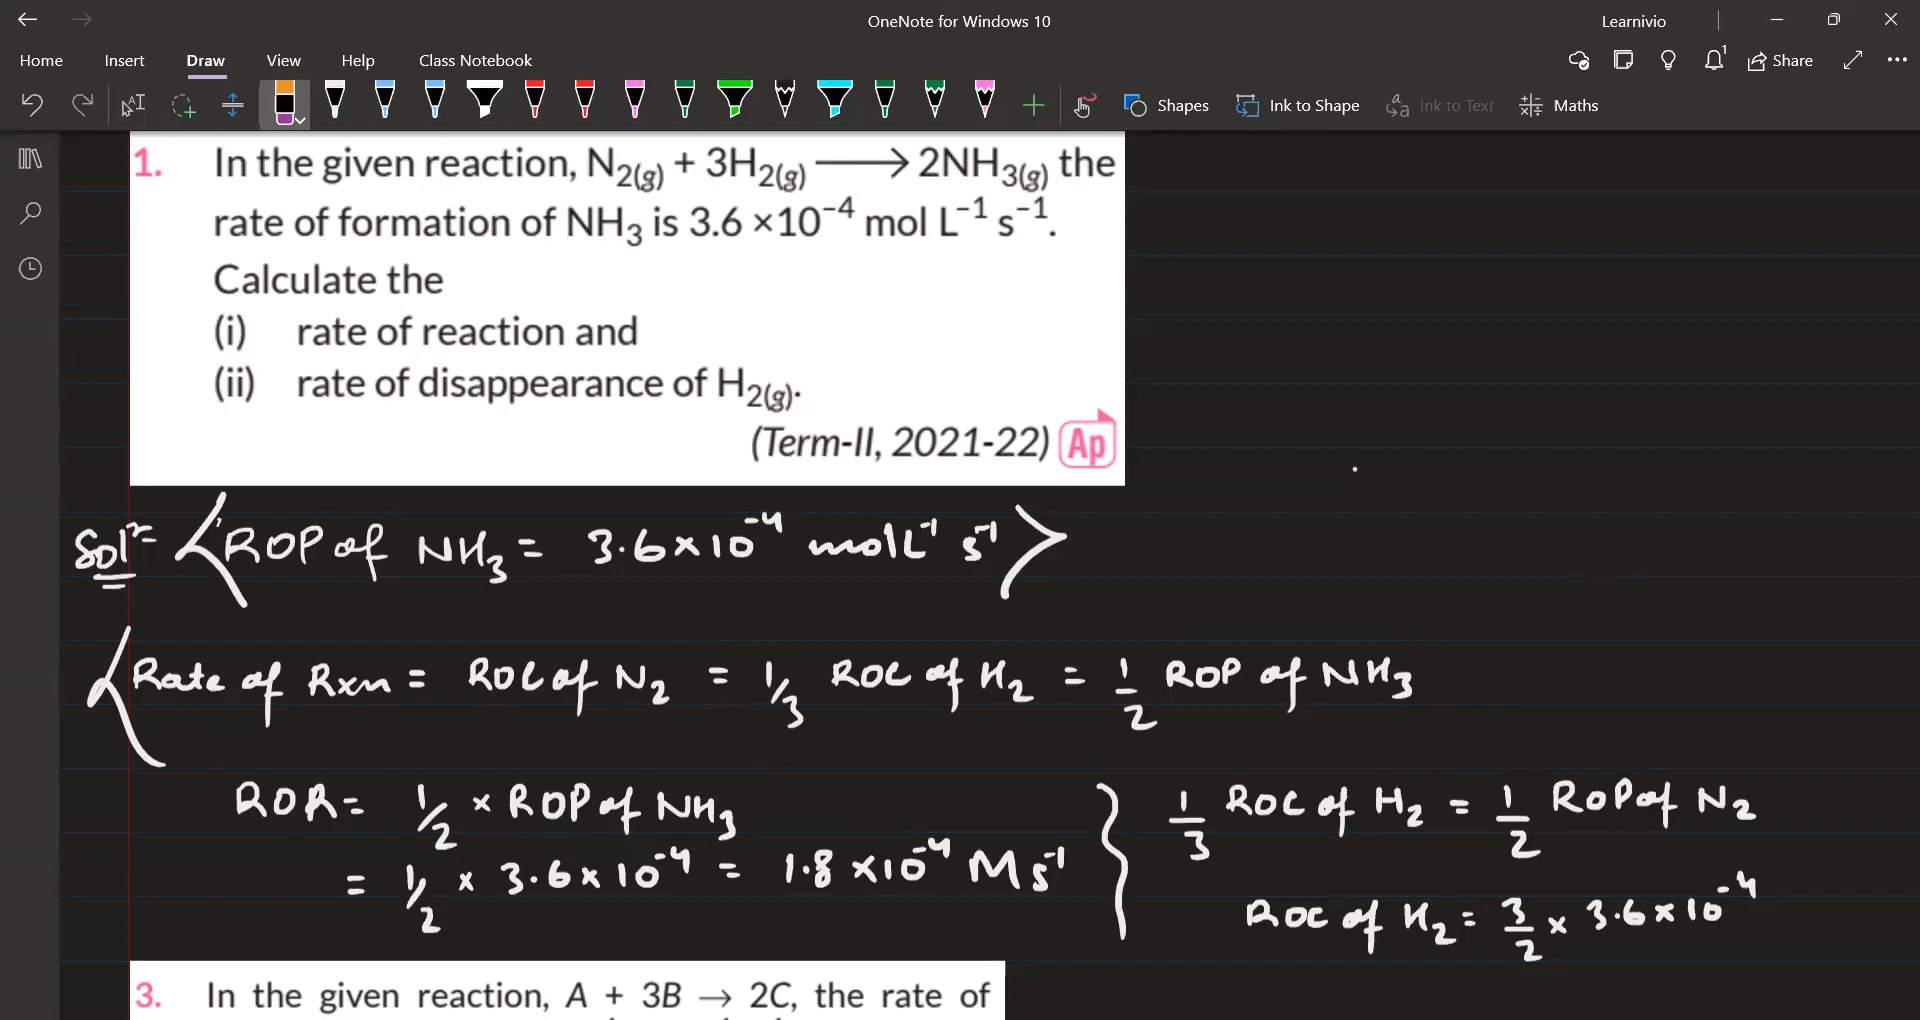 OneNote for Windows 10
Learnivio
Home Insert Draw View Help Class Notebook
1 Share
Shapes Ink to Shape Ink to Text Maths
1. In the given reaction, N₂(g) + 3H₂(g) ⟶ 2NH₃(g) the
rate of formation of NH₃ is 3.6 ×10⁻⁴ mol L⁻¹ s⁻¹.
Calculate the
(i) rate of reaction and
(ii) rate of disappearance of H₂(g).
(Term-II, 2021-22) Ap
Solⁿ= ROP of NH₃ = 3.6 × 10⁻⁴ mol L⁻¹ s⁻¹
Rate of Rxn = ROC of N₂ = 1/3 ROC of H₂ = 1/2 ROP of NH₃
ROR = 1/2 × ROP of NH₃
= 1/2 × 3.6 × 10⁻⁴ = 1.8 × 10⁻⁴ M s⁻¹
1/3 ROC of H₂ = 1/2 ROP of N₂
ROC of H₂ = 3/2 × 3.6 × 10⁻⁴
3. In the given reaction, A + 3B → 2C, the rate of